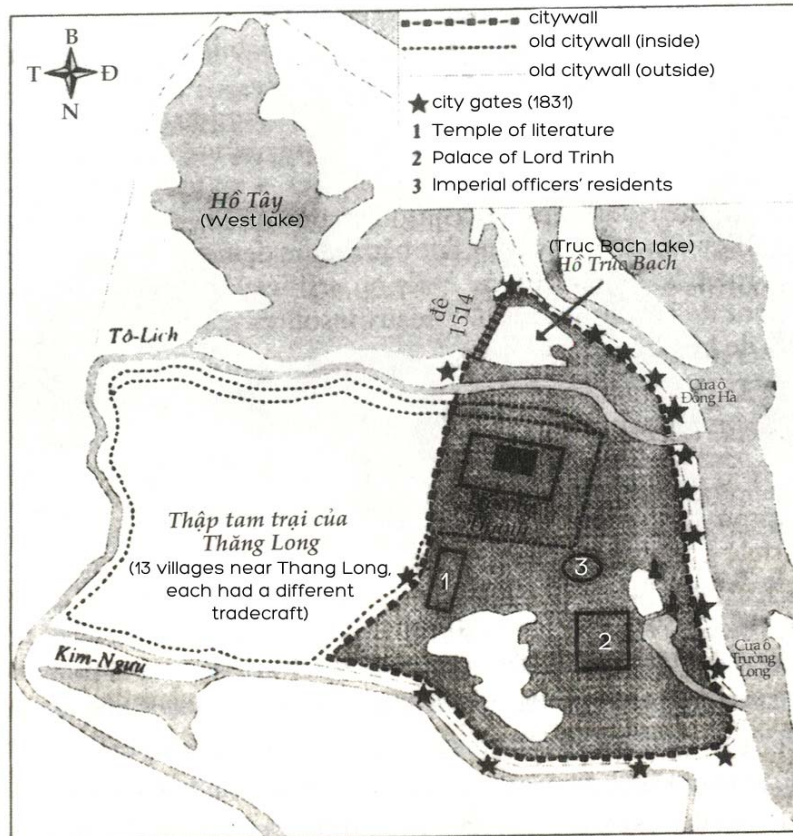 B
T Đ
N
citywall
old citywall (inside)
old citywall (outside)
city gates (1831)
1 Temple of literature
2 Palace of Lord Trinh
3 Imperial officers' residents
Hồ Tây
(West lake)
(Truc Bach lake)
Hồ Trúc Bạch
đê
1514
Tô-Lich
Cửa ô
Đông Hà
Thập tam trại của
Thăng Long
(13 villages near Thang Long,
each had a different
tradecraft)
1
3
2
Kim-Ngưu
Cửa ô
Trường
Long